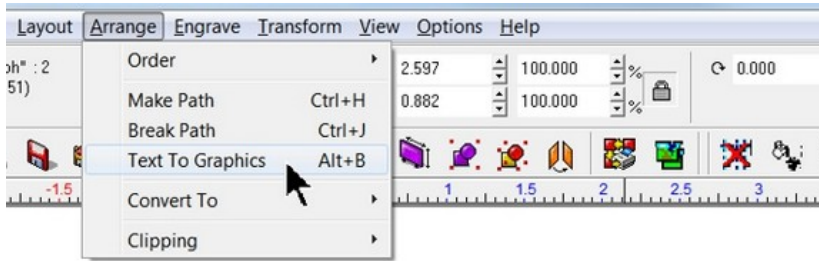 Layout Arrange Engrave Transform View Options Help
ph" : 2
51)
2.597 100.000 % 0.000
0.882 100.000 %
Order
Make Path Ctrl+H
Break Path Ctrl+J
Text To Graphics Alt+B
Convert To
Clipping
-1.5 1 1.5 2 2.5 3